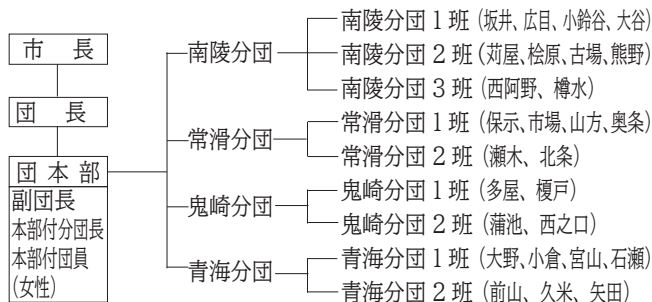 市長
団長
団本部
副団長
本部付分団長
本部付団員
(女性)
南陵分団
南陵分団1班(坂井、広目、小鈴谷、大谷)
南陵分団2班(苅屋、桧原、古場、熊野)
南陵分団3班(西阿野、樽水)
常滑分団
常滑分団1班(保示、市場、山方、奥条)
常滑分団2班(瀬木、北条)
鬼崎分団
鬼崎分団1班(多屋、榎戸)
鬼崎分団2班(蒲池、西之口)
青海分団
青海分団1班(大野、小倉、宮山、石瀬)
青海分団2班(前山、久米、矢田)